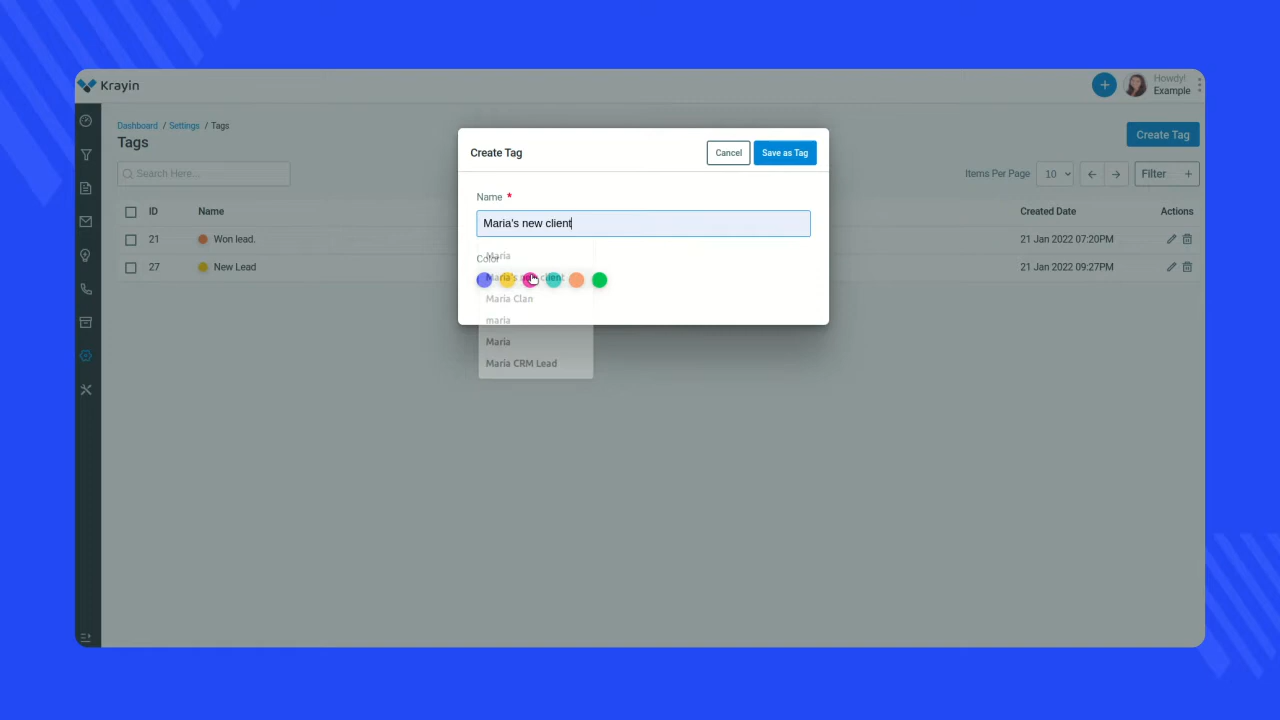 Krayin
Howdy!
Example
Dashboard / Settings / Tags
Tags
Create Tag
Search Here...
Items Per Page
10
Filter
ID
Name
Created Date
Actions
21
Won lead.
21 Jan 2022 07:20PM
27
New Lead
21 Jan 2022 09:27PM
Create Tag
Cancel
Save as Tag
Name *
Maria's new client
Color
Maria
Maria's new client
Maria Clan
maria
Maria
Maria CRM Lead